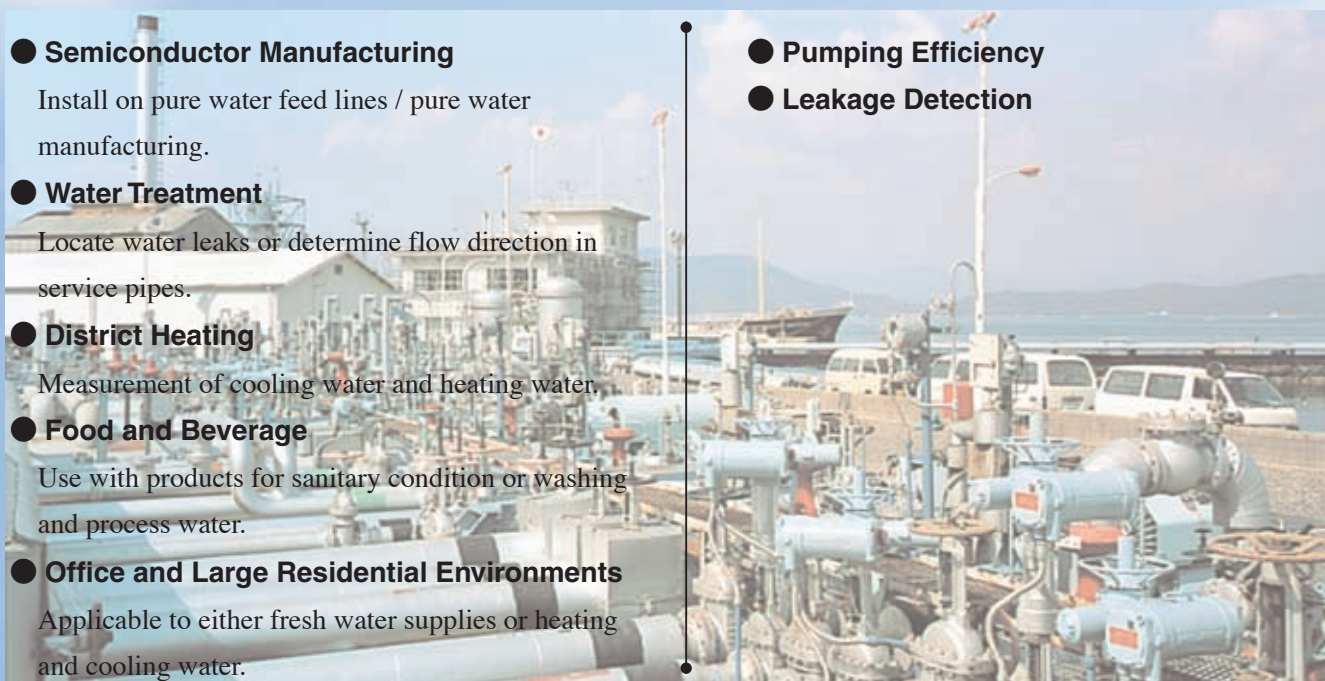 ● Semiconductor Manufacturing
Install on pure water feed lines / pure water
manufacturing.
● Water Treatment
Locate water leaks or determine flow direction in
service pipes.
● District Heating
Measurement of cooling water and heating water.
● Food and Beverage
Use with products for sanitary condition or washing
and process water.
● Office and Large Residential Environments
Applicable to either fresh water supplies or heating
and cooling water.
● Pumping Efficiency
● Leakage Detection